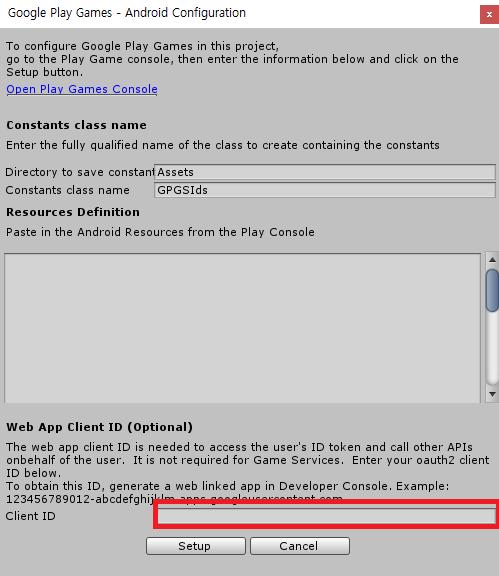 Google Play Games - Android Configuration
x
To configure Google Play Games in this project,
go to the Play Game console, then enter the information below and click on the
Setup button.
Open Play Games Console
Constants class name
Enter the fully qualified name of the class to create containing the constants
Directory to save constant Assets
Constants class name GPGSIds
Resources Definition
Paste in the Android Resources from the Play Console
Web App Client ID (Optional)
The web app client ID is needed to access the user's ID token and call other APIs
onbehalf of the user.  It is not required for Game Services.  Enter your oauth2 client
ID below.
To obtain this ID, generate a web linked app in Developer Console. Example:
123456789012-abcdefghijklm.apps.googleusercontent.com
Client ID
Setup Cancel